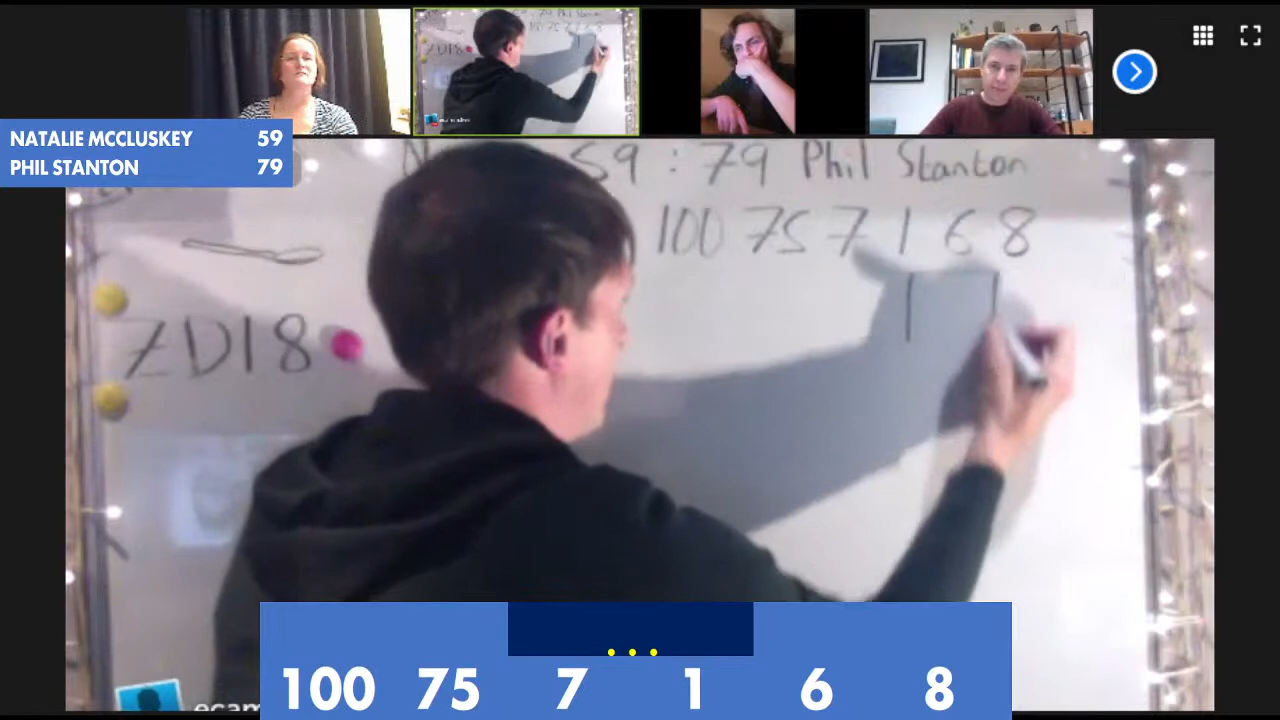 NATALIE MCCLUSKEY 59
PHIL STANTON 79
59 : 79 Phil Stanton
100 75 7 1 6 8
ZD18
...
100 75 7 1 6 8